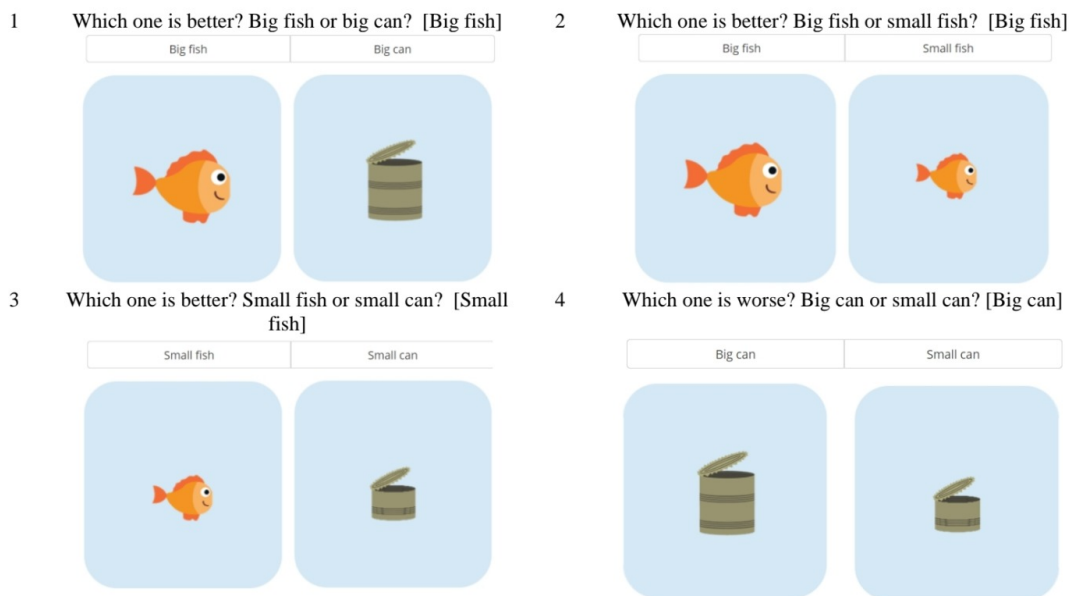 1 Which one is better? Big fish or big can? [Big fish]
Big fish Big can
2 Which one is better? Big fish or small fish? [Big fish]
Big fish Small fish
3 Which one is better? Small fish or small can? [Small
fish]
Small fish Small can
4 Which one is worse? Big can or small can? [Big can]
Big can Small can